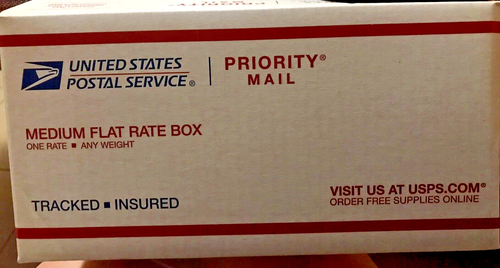 PRIORITY
UNITED STATES
POSTAL SERVICE®
PRIORITY®
MAIL
MEDIUM FLAT RATE BOX
ONE RATE ■ ANY WEIGHT
TRACKED ■ INSURED
VISIT US AT USPS.COM®
ORDER FREE SUPPLIES ONLINE